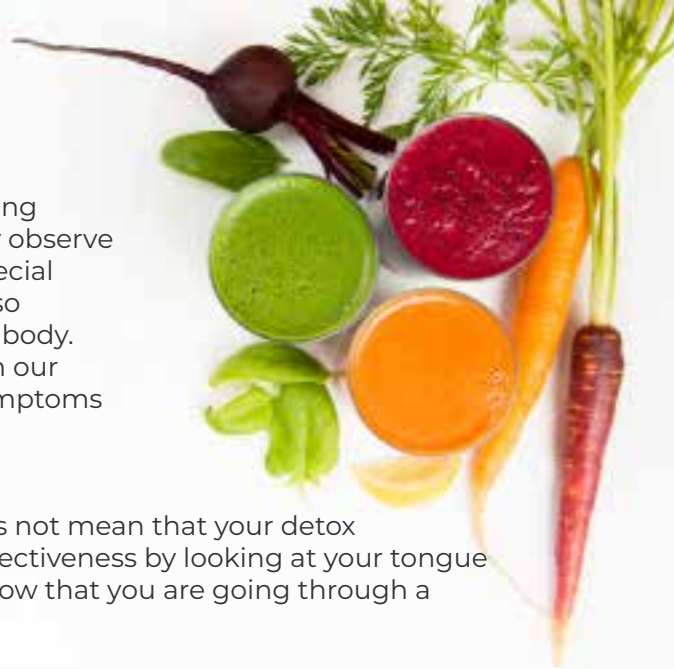 ng
observe
ecial
so
body.
n our
mptoms
s not mean that your detox
ectiveness by looking at your tongue
ow that you are going through a